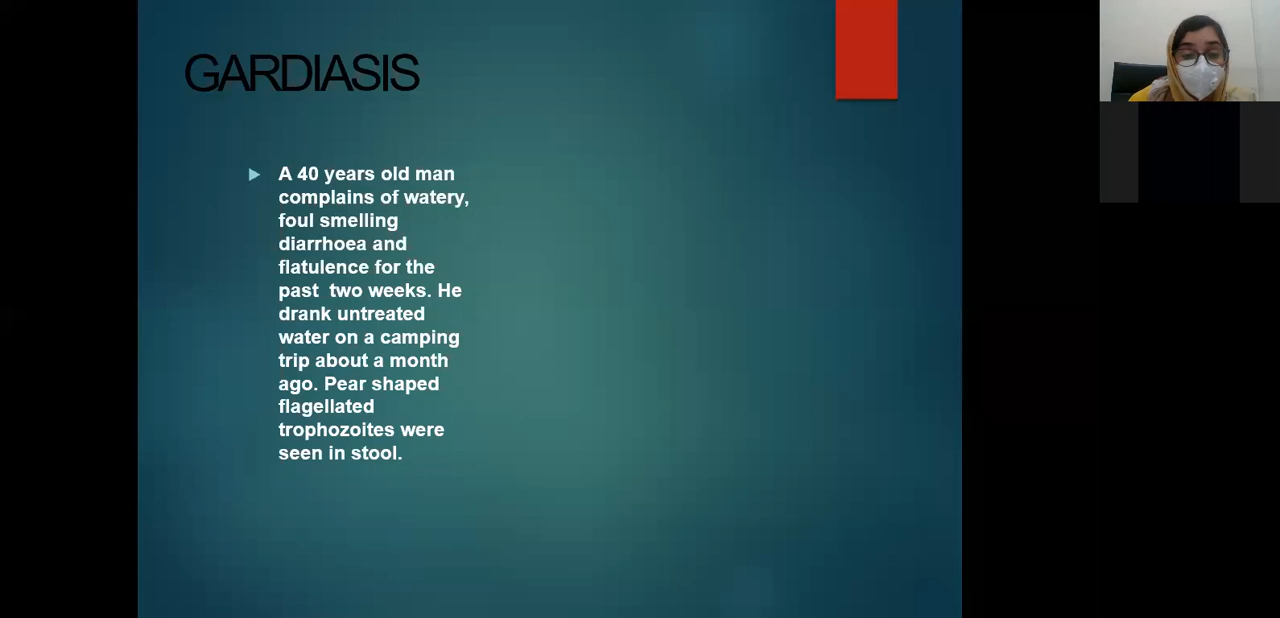 GARDIASIS
A 40 years old man
complains of watery,
foul smelling
diarrhoea and
flatulence for the
past two weeks. He
drank untreated
water on a camping
trip about a month
ago. Pear shaped
flagellated
trophozoites were
seen in stool.